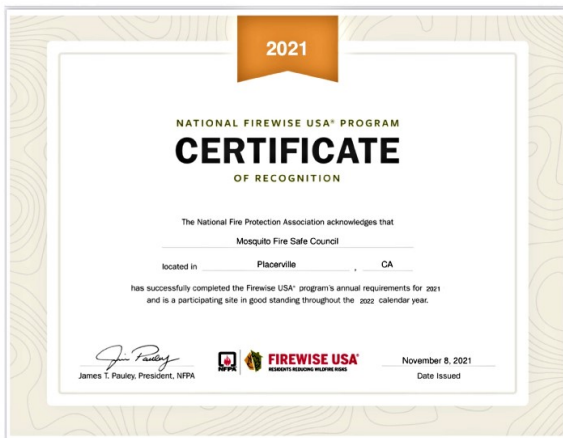 2021
NATIONAL FIREWISE USA® PROGRAM
CERTIFICATE
OF RECOGNITION
The National Fire Protection Association acknowledges that
Mosquito Fire Safe Council
located in Placerville, CA
has successfully completed the Firewise USA® program's annual requirements for 2021
and is a participating site in good standing throughout the 2022 calendar year.
Jim Pauley
James T. Pauley, President, NFPA
NFPA
FIREWISE USA®
RESIDENTS REDUCING WILDFIRE RISKS
November 8, 2021
Date Issued